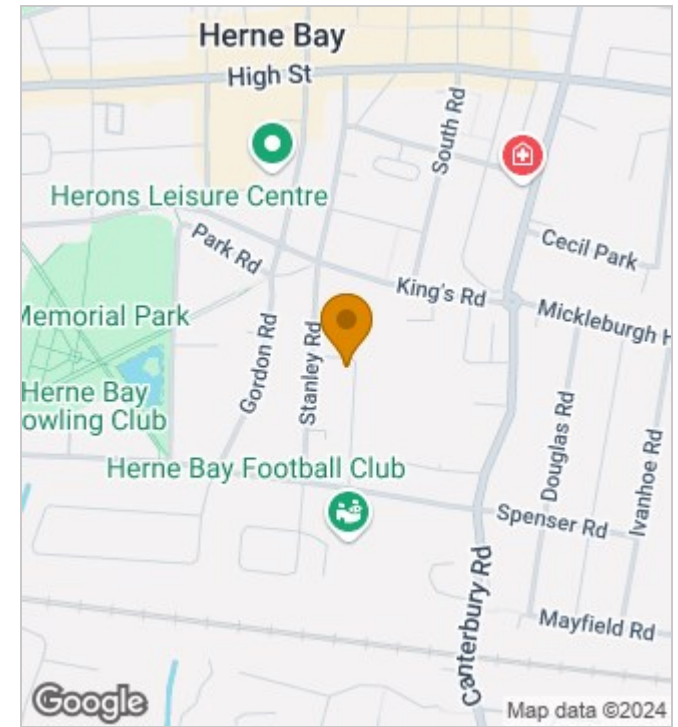 Herne Bay
High St
South Rd
Herons Leisure Centre
Park Rd
Cecil Park
King's Rd
Mickleburgh H
Memorial Park
Gordon Rd
Stanley Rd
Herne Bay
owling Club
Douglas Rd
Ivanhoe Rd
Herne Bay Football Club
Spenser Rd
Canterbury Rd
Mayfield Rd
Google
Map data ©2024